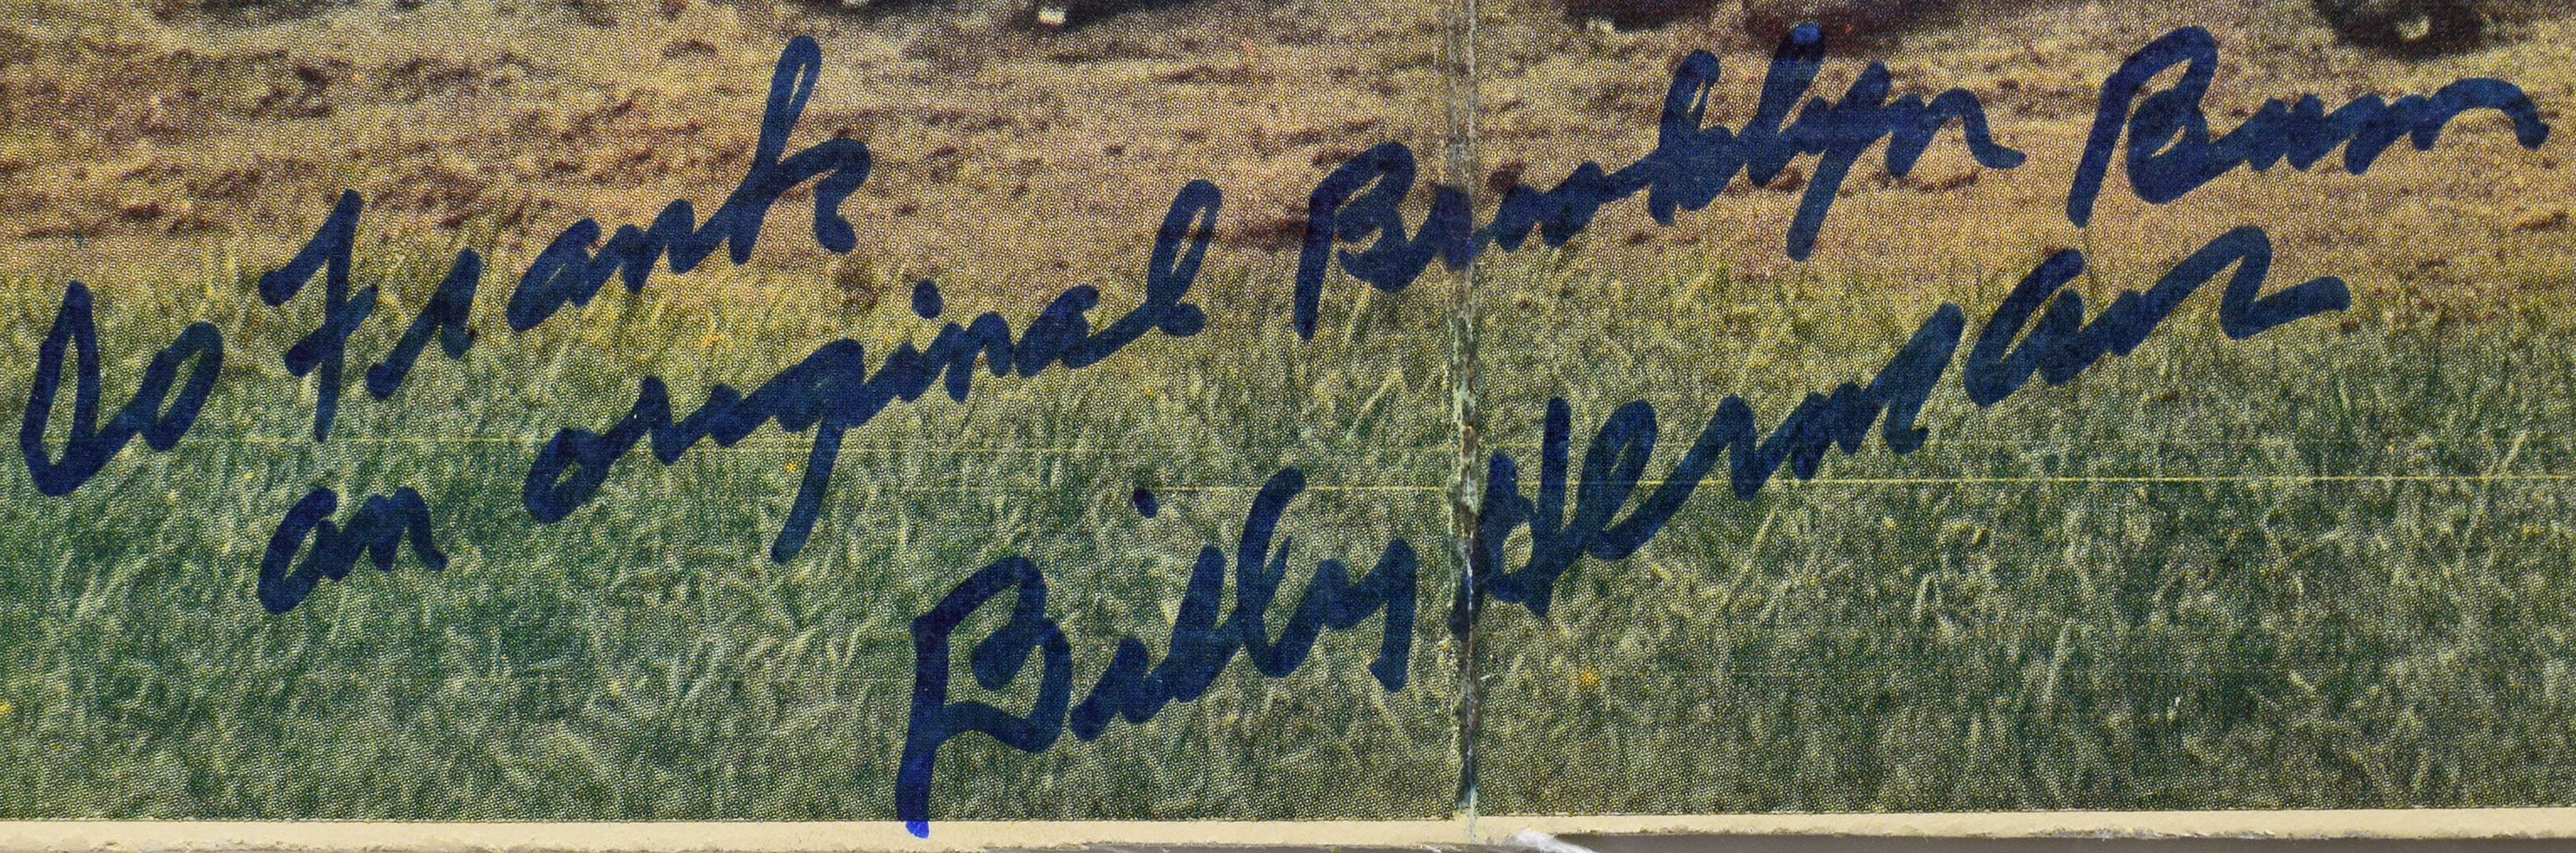 To Frank
an original Brooklyn Bum
Billy Herman